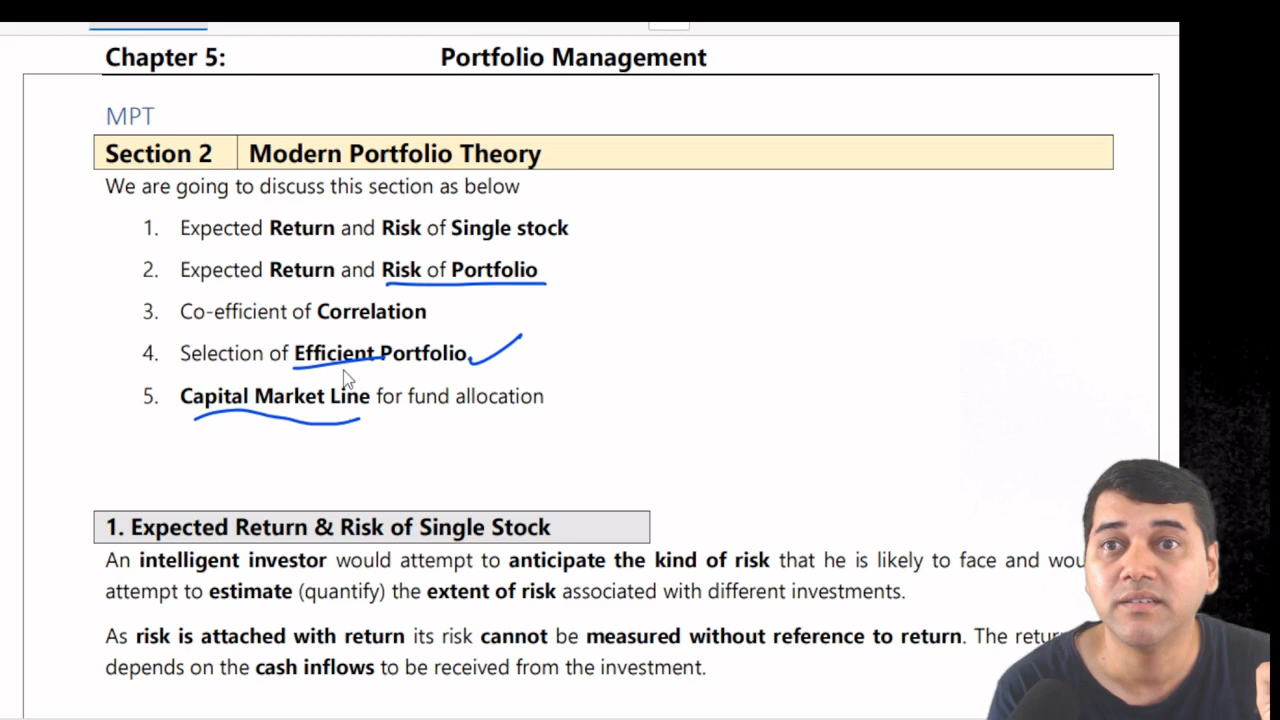 Chapter 5: Portfolio Management
MPT
Section 2 Modern Portfolio Theory
We are going to discuss this section as below
1. Expected Return and Risk of Single stock
2. Expected Return and Risk of Portfolio
3. Co-efficient of Correlation
4. Selection of Efficient Portfolio
5. Capital Market Line for fund allocation
1. Expected Return & Risk of Single Stock
An intelligent investor would attempt to anticipate the kind of risk that he is likely to face and
attempt to estimate (quantify) the extent of risk associated with different investments.
As risk is attached with return its risk cannot be measured without reference to return. The
depends on the cash inflows to be received from the investment.